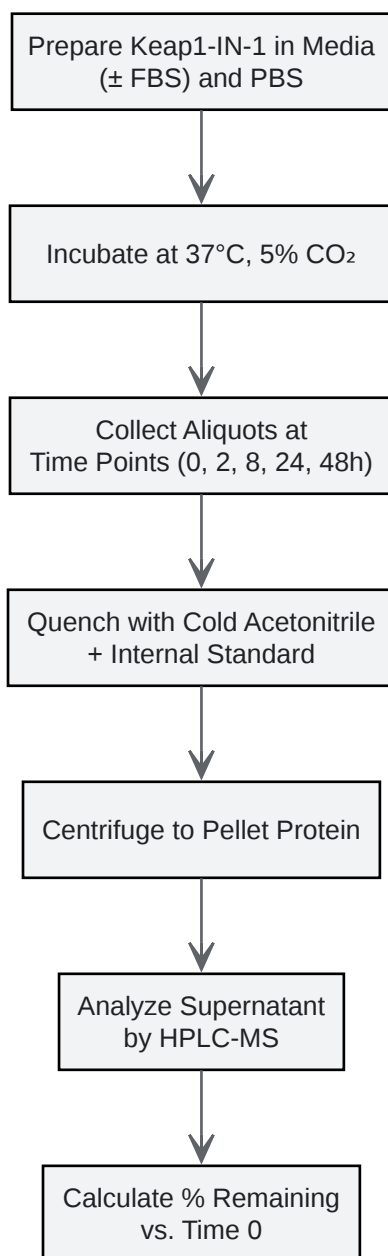 Prepare Keap1-IN-1 in Media
(± FBS) and PBS
Incubate at 37°C, 5% CO₂
Collect Aliquots at
Time Points (0, 2, 8, 24, 48h)
Quench with Cold Acetonitrile
+ Internal Standard
Centrifuge to Pellet Protein
Analyze Supernatant
by HPLC-MS
Calculate % Remaining
vs. Time 0